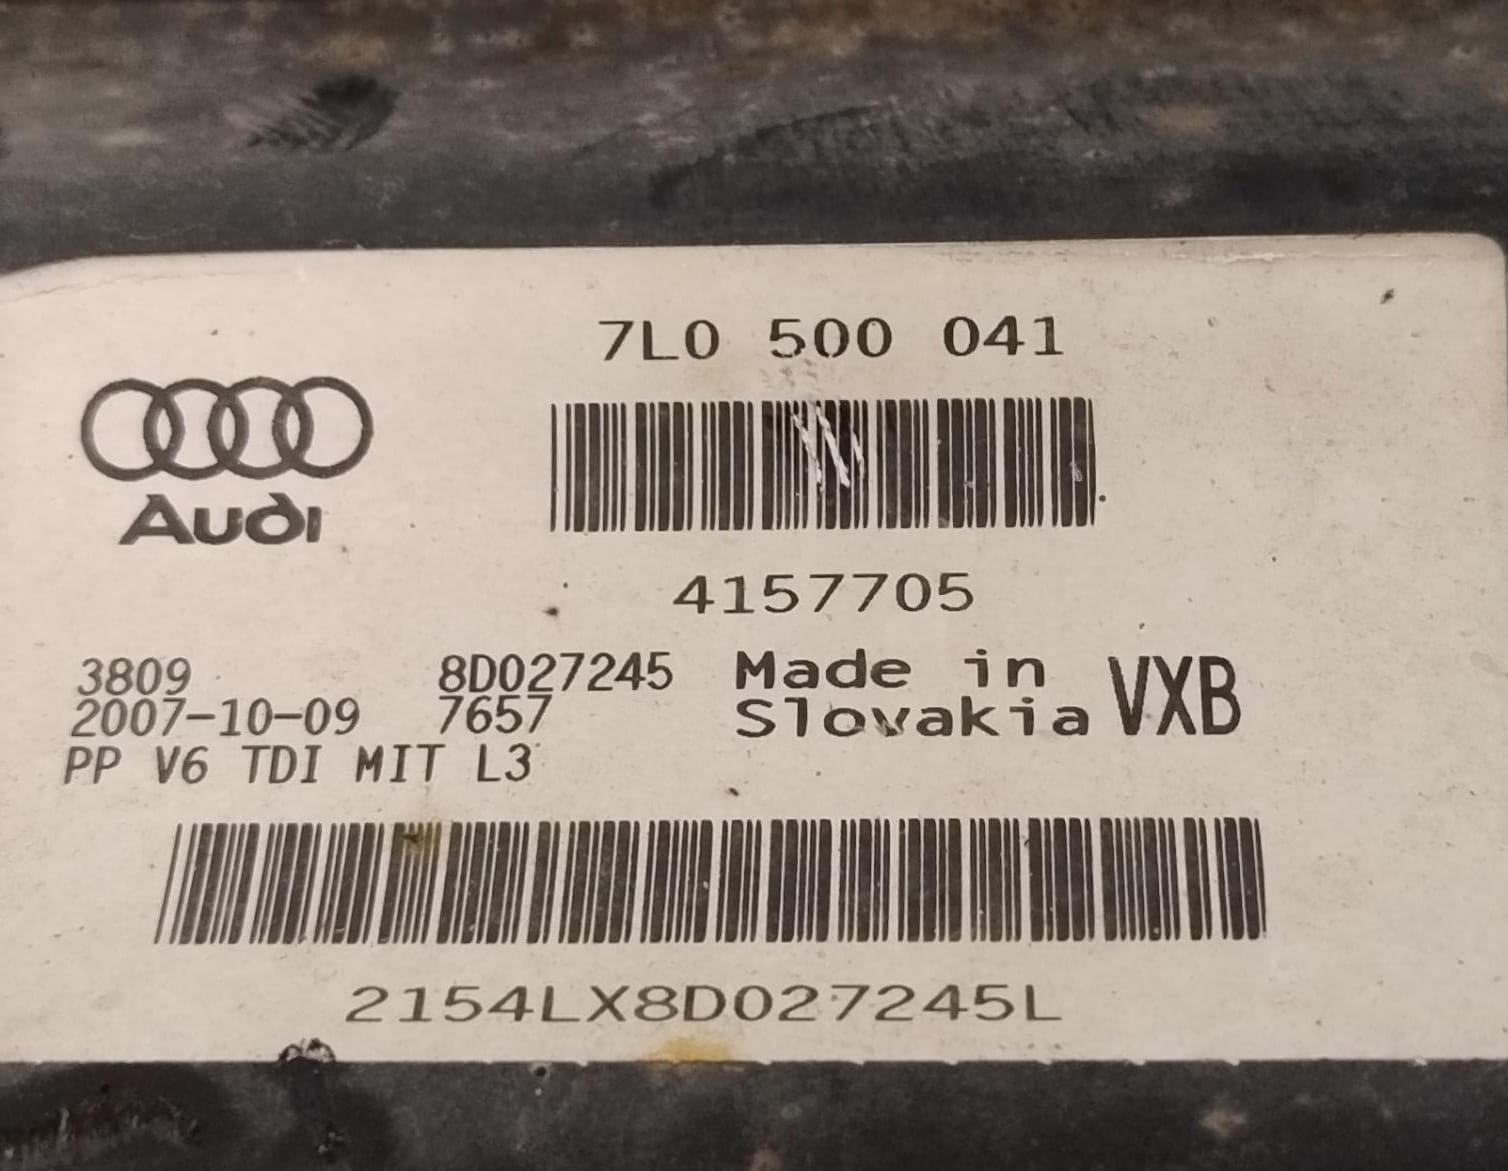 7L0 500 041
Audi
4157705
3809 8D027245 Made in VXB
2007-10-09 7657 Slovakia
PP V6 TDI MIT L3
2154LX8D027245L